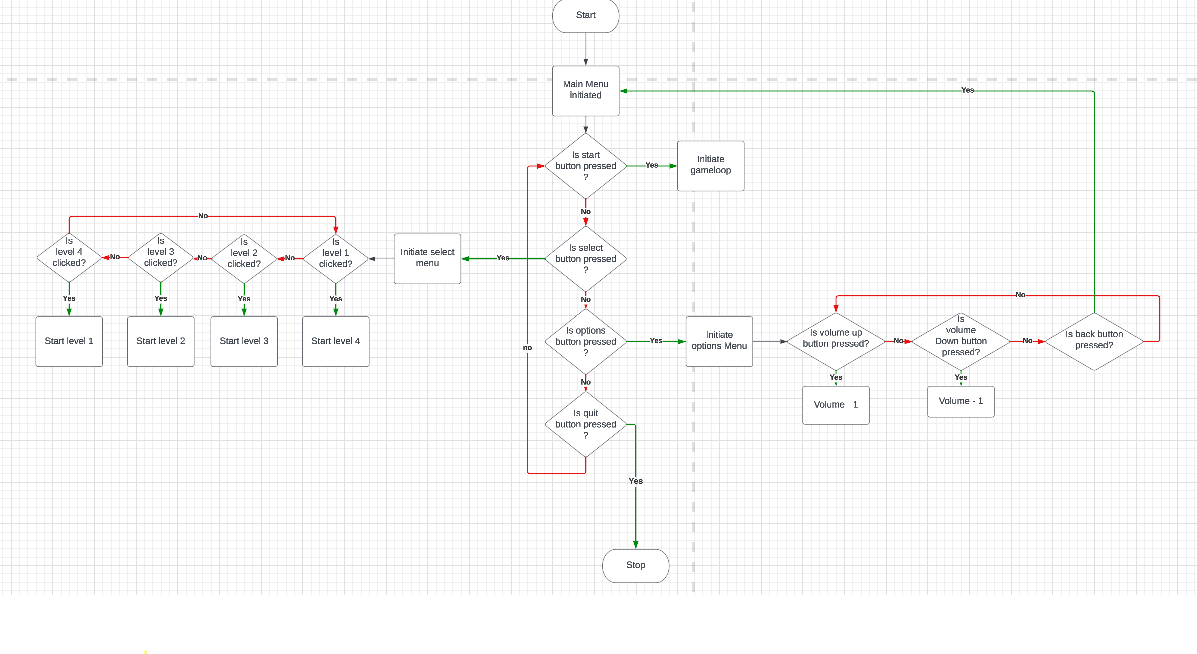 Start
Main Menu
initiated
Yes
Is start
button pressed
?
Yes
Initiate
gameloop
No
No
Is
level 4
clicked?
No
Is
level 3
clicked?
No
Is
level 2
clicked?
No
Is
level 1
clicked?
Initiate select
menu
Yes
Is select
button pressed
?
Yes
Yes
Yes
Yes
No
No
Start level 1
Start level 2
Start level 3
Start level 4
no
Is options
button pressed
?
Yes
Initiate
options Menu
Is volume up
button pressed?
No
Is
volume
Down button
pressed?
No
Is back button
pressed?
No
Yes
Yes
Volume   1
Volume - 1
Is quit
button pressed
?
Yes
Stop